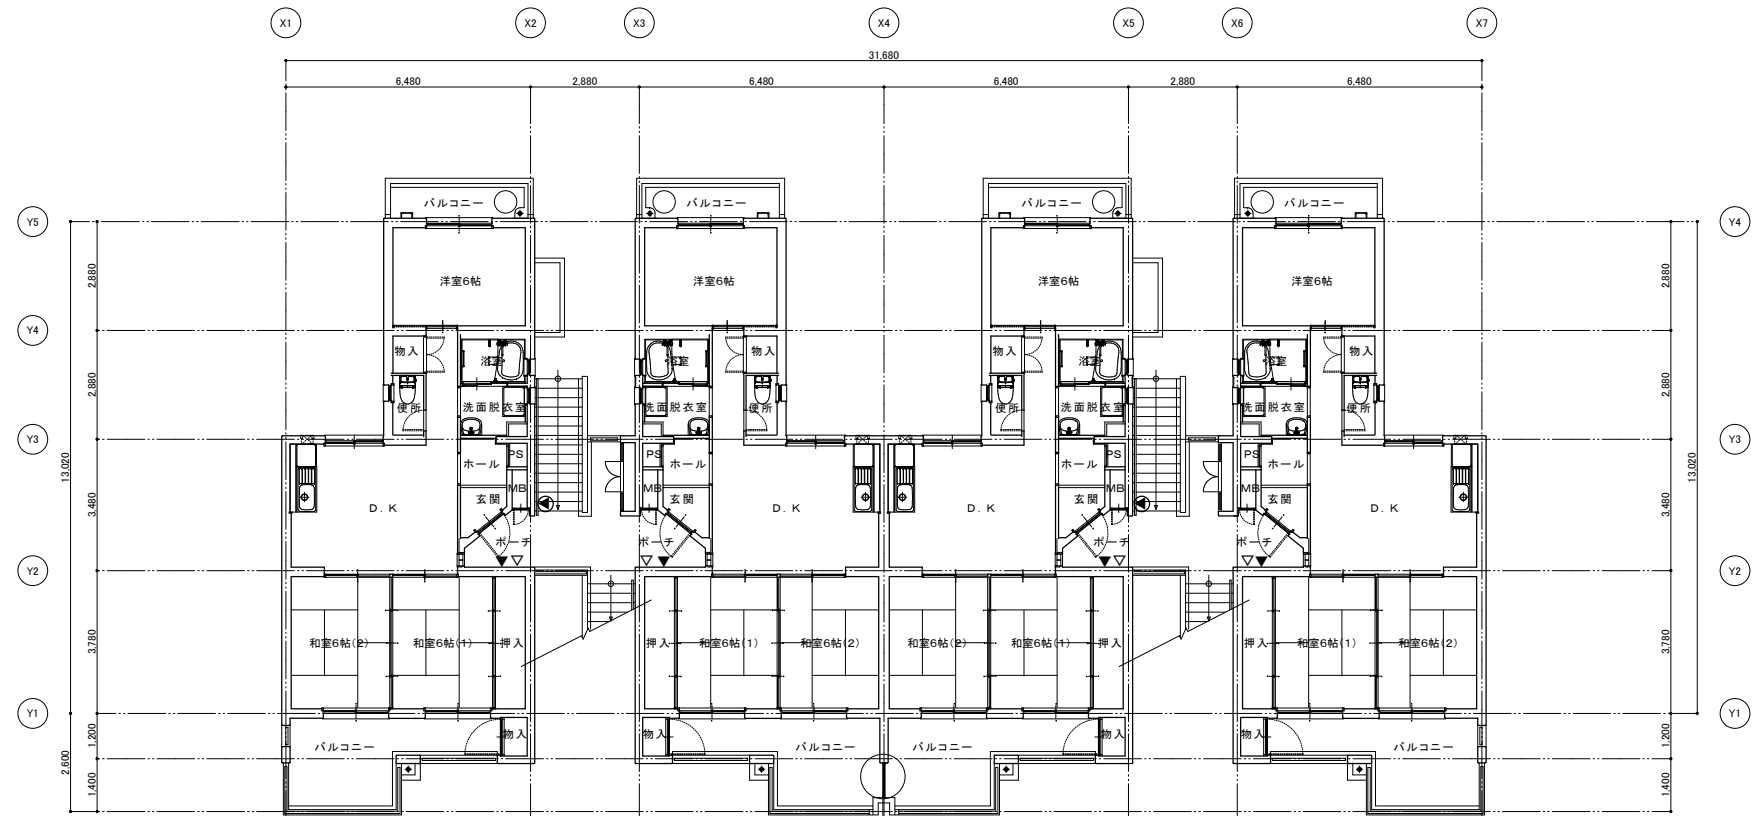 X1 X2 X3 X4 X5 X6 X7
31,680
6,480 2,880 6,480 6,480 2,880 6,480
バルコニー バルコニー バルコニー バルコニー
Y5 Y4
2,880 2,880
洋室6帖 洋室6帖 洋室6帖 洋室6帖
Y4
物入 浴室 浴室 物入 物入 浴室 浴室 物入
2,880 2,880
便所 洗面脱衣室 洗面脱衣室 便所 便所 洗面脱衣室 洗面脱衣室 便所
Y3 Y3
13,020 13,020
PS PS PS PS
ホール ホール ホール ホール
MB MB MB MB
玄関 玄関 玄関 玄関
3,480 3,480
D.K D.K D.K D.K
ポーチ ポーチ ポーチ ポーチ
Y2 Y2
3,780 3,780
和室6帖(2) 和室6帖(1) 押入 押入 和室6帖(1) 和室6帖(2) 和室6帖(2) 和室6帖(1) 押入 押入 和室6帖(1) 和室6帖(2)
Y1 Y1
1,200 1,200
物入 物入 物入 物入
バルコニー バルコニー バルコニー バルコニー
2,600
1,400 1,400